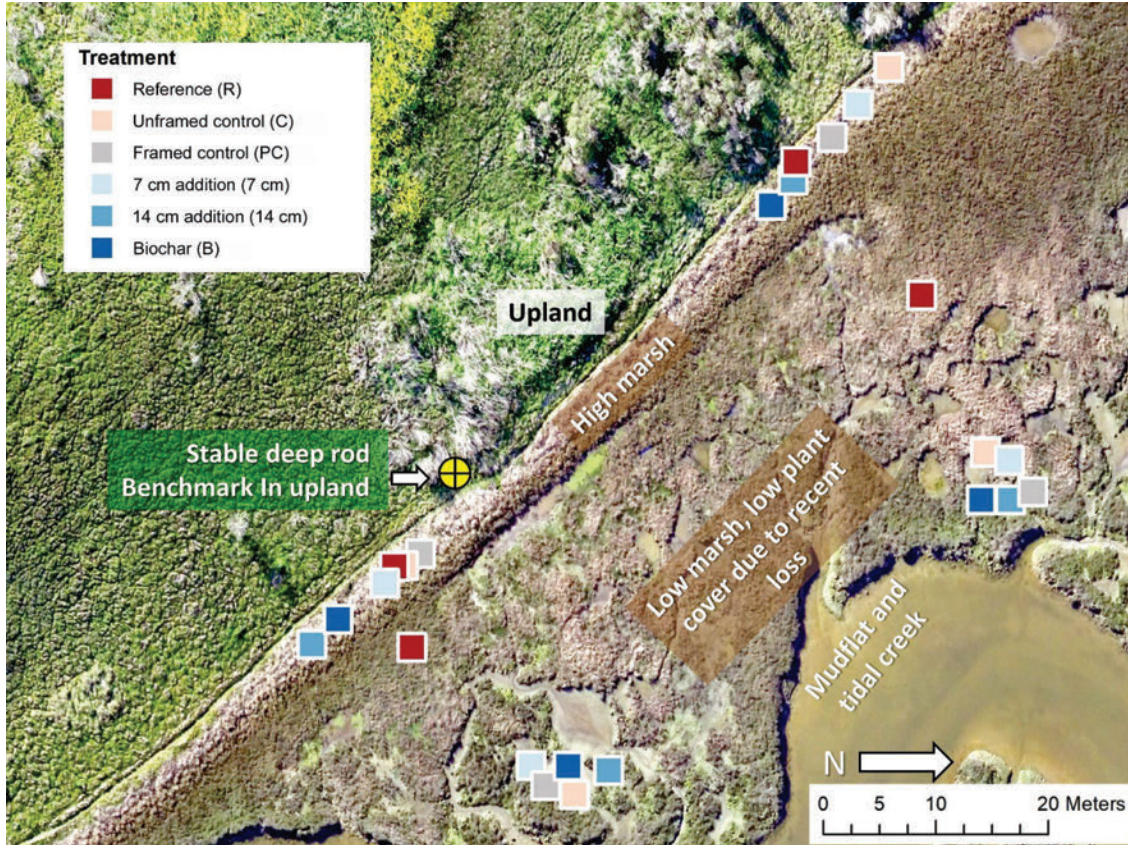 Treatment
Reference (R)
Unframed control (C)
Framed control (PC)
7 cm addition (7 cm)
14 cm addition (14 cm)
Biochar (B)
Upland
High marsh
Stable deep rod
Benchmark In upland
Low marsh, low plant
cover due to recent
loss
Mudflat and
tidal creek
N
0 5 10 20 Meters